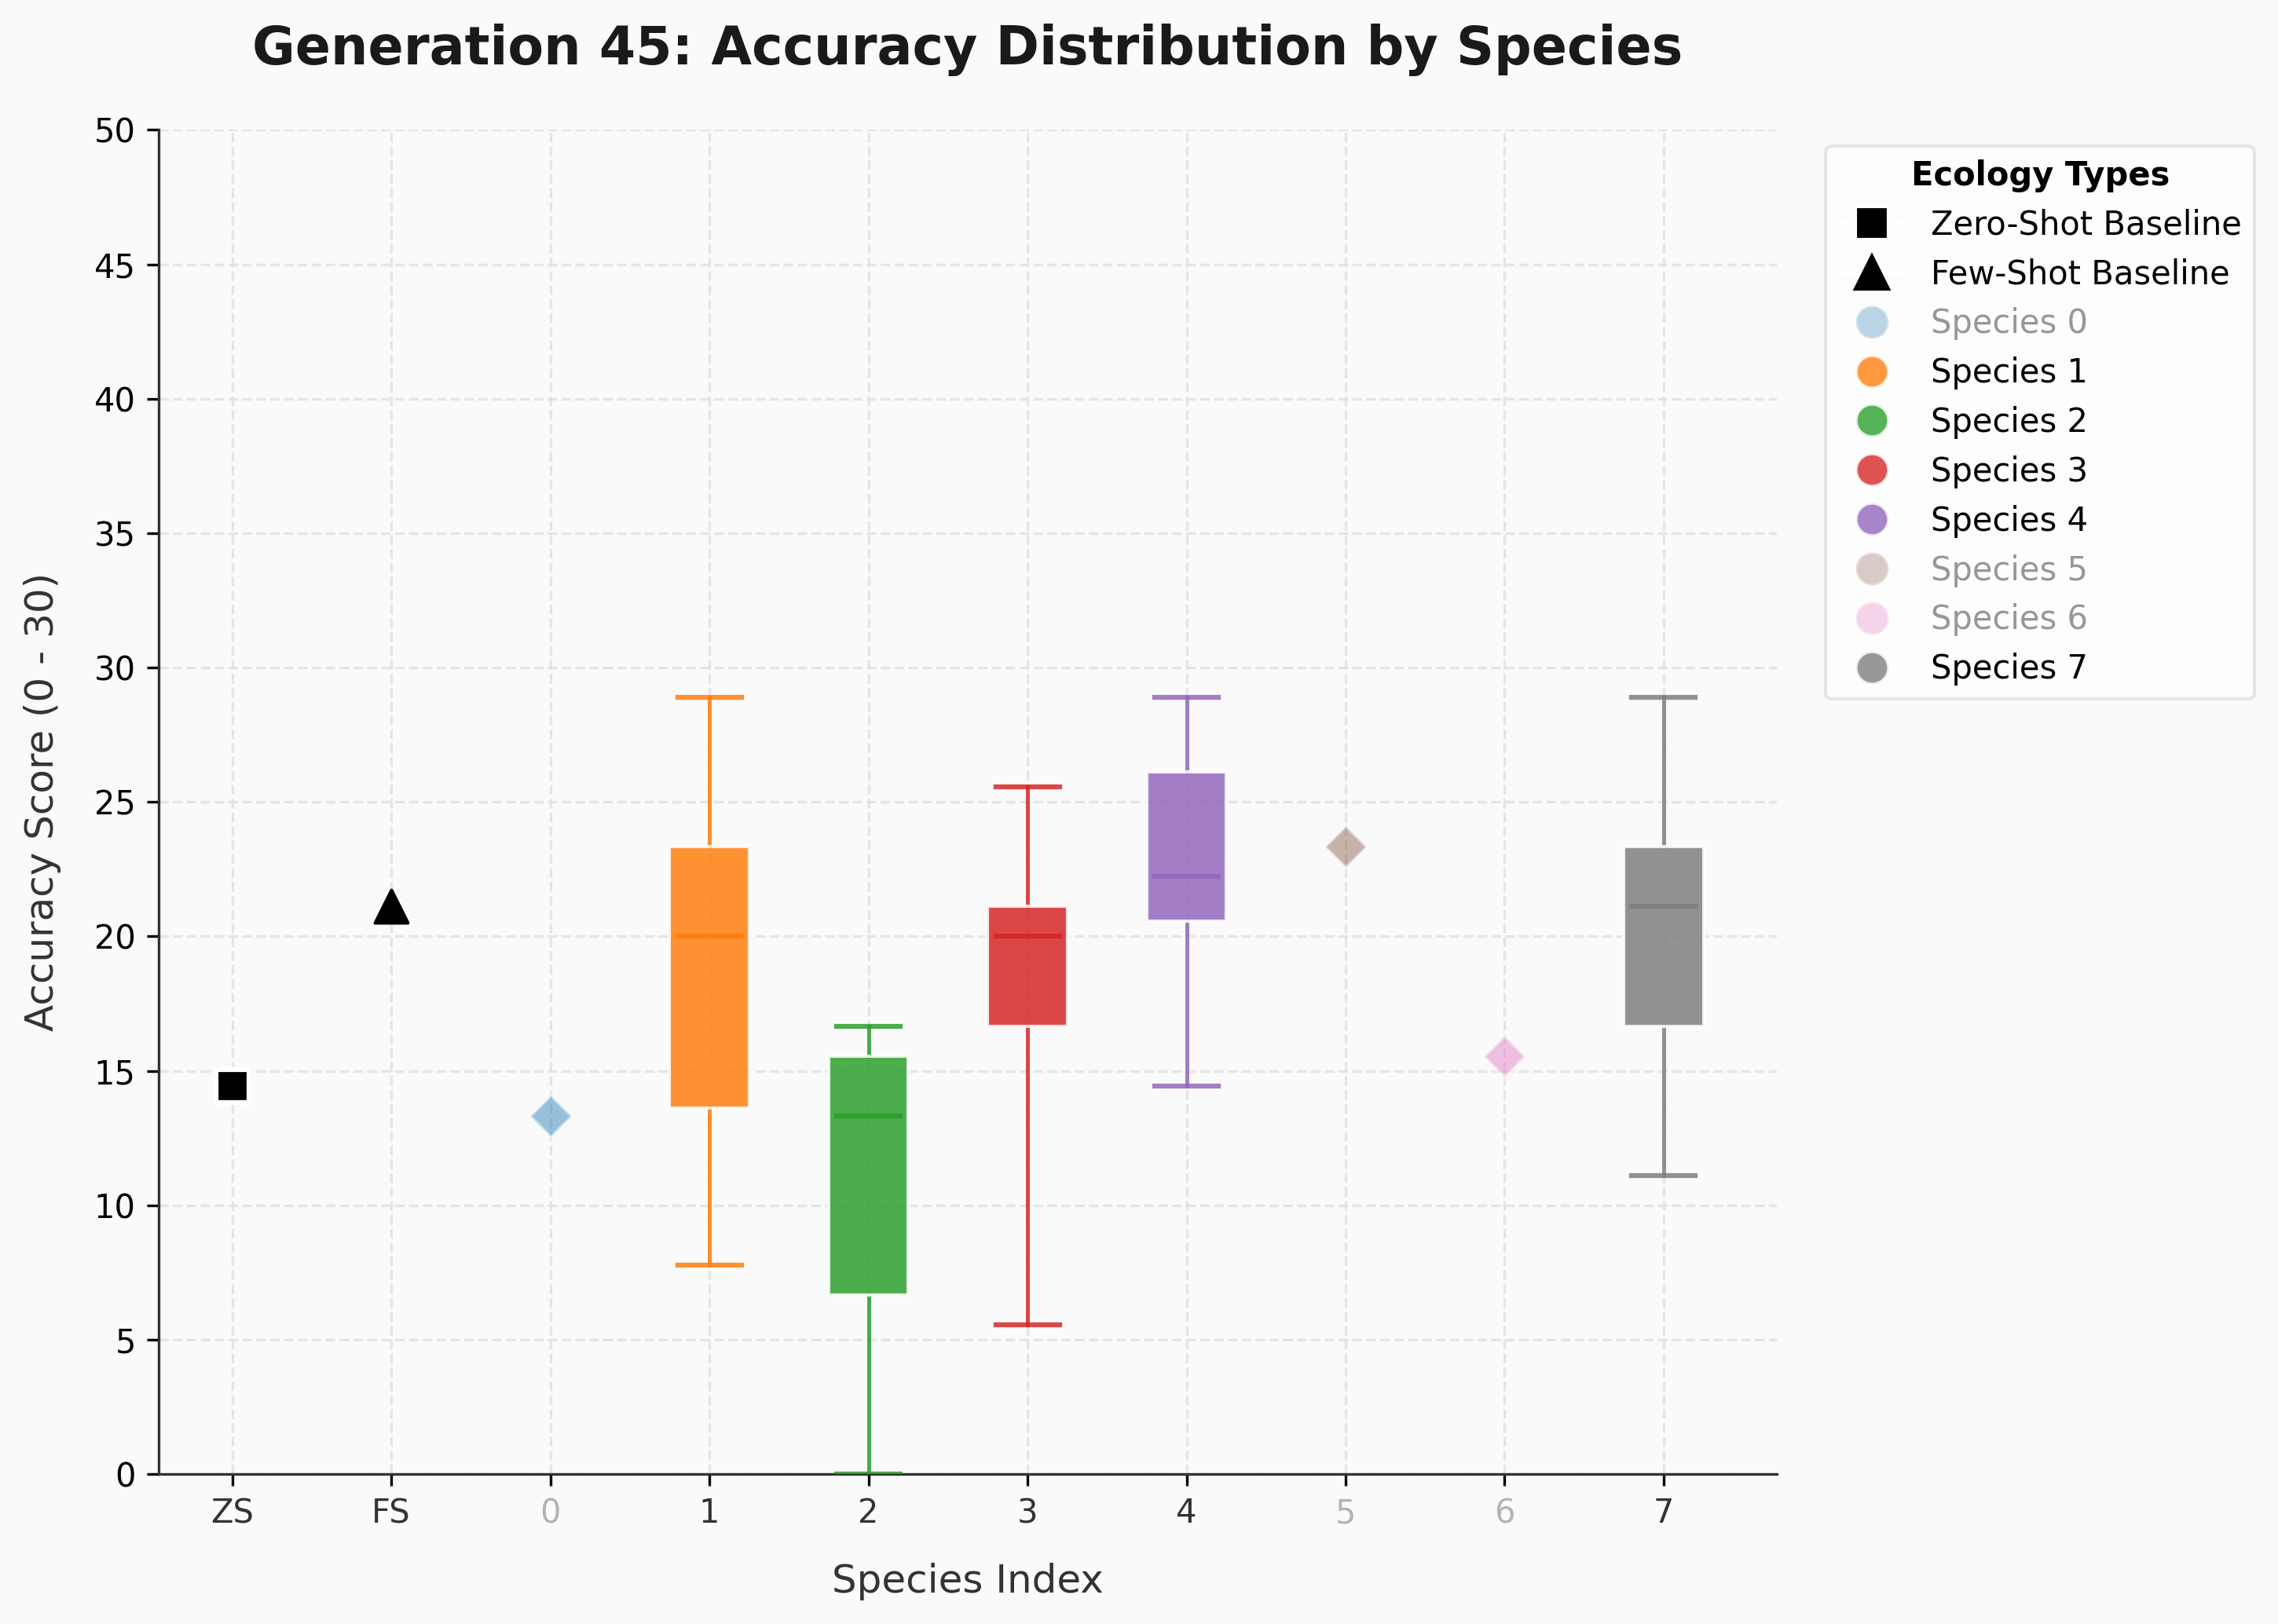 Generation 45: Accuracy Distribution by Species
50
45
40
35
30
25
20
15
10
5
0
Accuracy Score (0 - 30)
ZS FS 0 1 2 3 4 5 6 7
Species Index
Ecology Types
Zero-Shot Baseline
Few-Shot Baseline
Species 0
Species 1
Species 2
Species 3
Species 4
Species 5
Species 6
Species 7